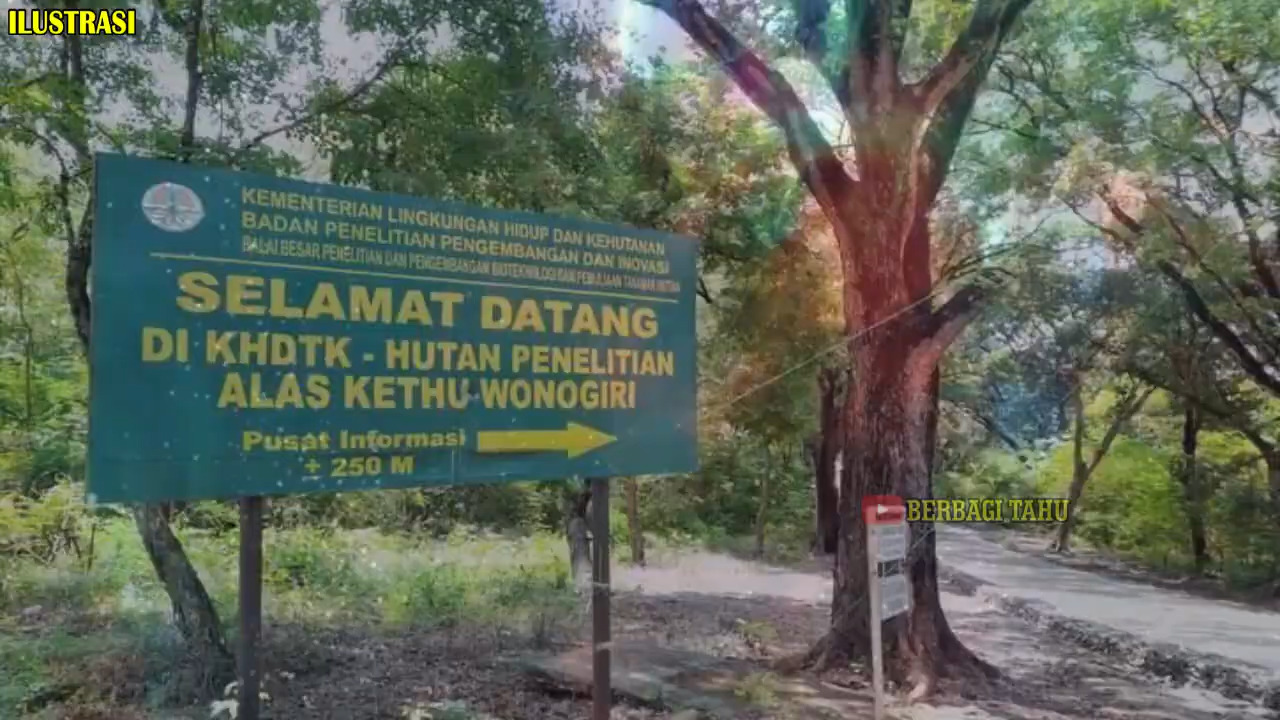 ILUSTRASI
KEMENTERIAN LINGKUNGAN HIDUP DAN KEHUTANAN
BADAN PENELITIAN PENGEMBANGAN DAN INOVASI
BALAI BESAR PENELITIAN DAN PENGEMBANGAN BIOTEKNOLOGI DAN PEMULIAAN TANAMAN HUTAN
SELAMAT DATANG
DI KHDTK - HUTAN PENELITIAN
ALAS KETHU WONOGIRI
Pusat Informasi
± 250 M
BERBAGI TAHU